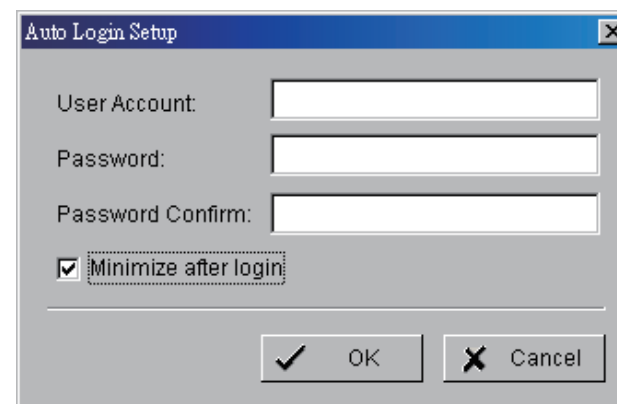 Auto Login Setup
User Account:
Password:
Password Confirm:
Minimize after login
OK
Cancel